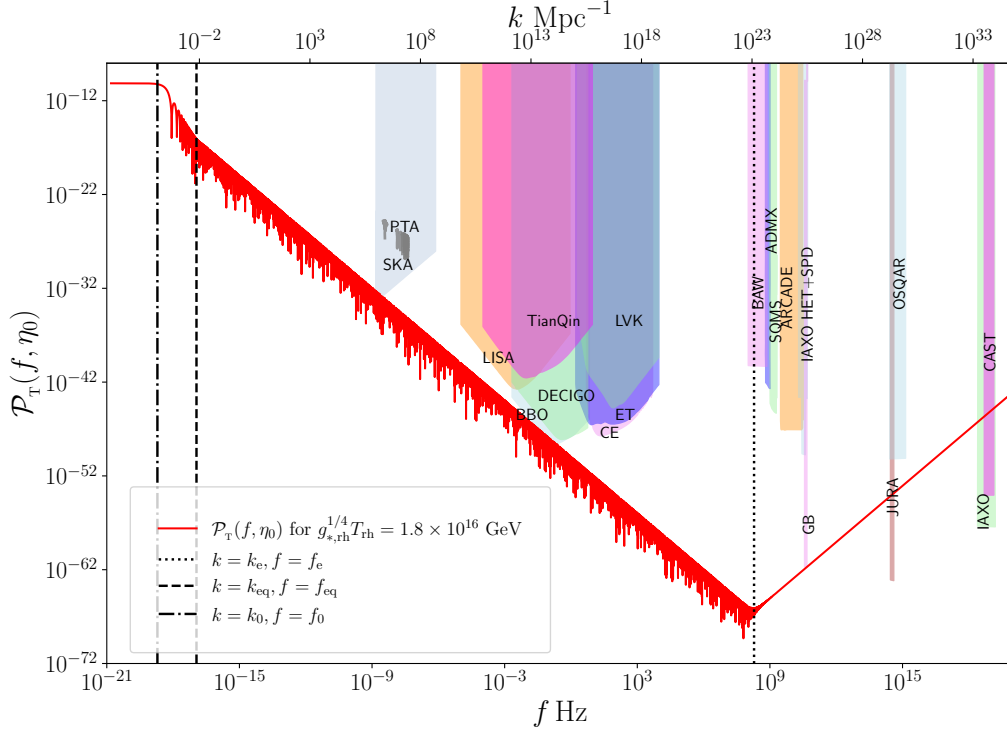 k Mpc⁻¹
10⁻² 10³ 10⁸ 10¹³ 10¹⁸ 10²³ 10²⁸ 10³³
10⁻¹²
10⁻²²
10⁻³²
10⁻⁴²
10⁻⁵²
10⁻⁶²
10⁻⁷²
𝒫_T(f, η₀)
PTA
SKA
LISA
TianQin
BBO
DECIGO
LVK
ET
CE
BAW
ADMX
SQMS
ARCADE
IAXO HET+SPD
GB
OSQAR
JURA
CAST
IAXO
𝒫_T(f, η₀) for g_{*,rh}^{1/4} T_rh = 1.8 × 10¹⁶ GeV
k = k_e, f = f_e
k = k_eq, f = f_eq
k = k₀, f = f₀
10⁻²¹ 10⁻¹⁵ 10⁻⁹ 10⁻³ 10³ 10⁹ 10¹⁵
f Hz